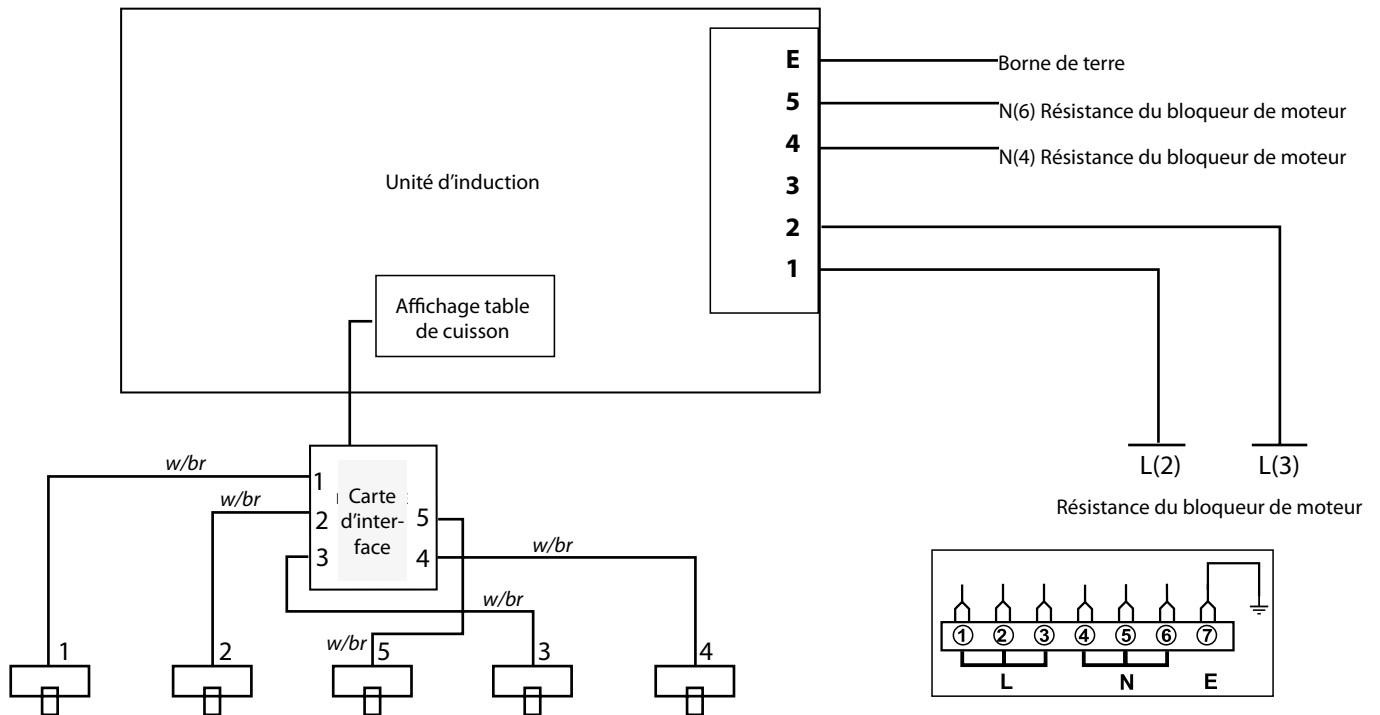 E
Borne de terre
5
N(6) Résistance du bloqueur de moteur
4
N(4) Résistance du bloqueur de moteur
Unité d'induction
3
2
1
Affichage table
de cuisson
L(2)
L(3)
Résistance du bloqueur de moteur
w/br
1
w/br
Carte
2
d'inter-
5
face
3
4
w/br
w/br
w/br
1
2
5
3
4
1 2 3 4 5 6 7
L N E